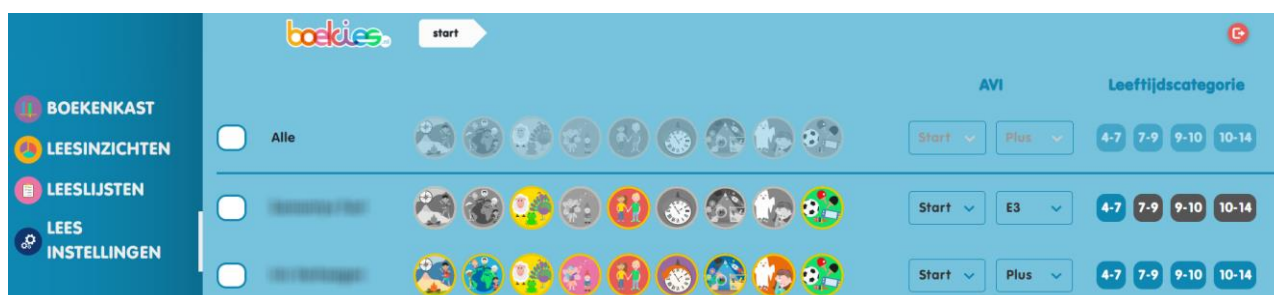 boekies.nl start
AVI Leeftijdscategorie
BOEKENKAST
LEESINZICHTEN
LEESLIJSTEN
LEES
INSTELLINGEN
Alle Start Plus 4-7 7-9 9-10 10-14
Start E3 4-7 7-9 9-10 10-14
Start Plus 4-7 7-9 9-10 10-14